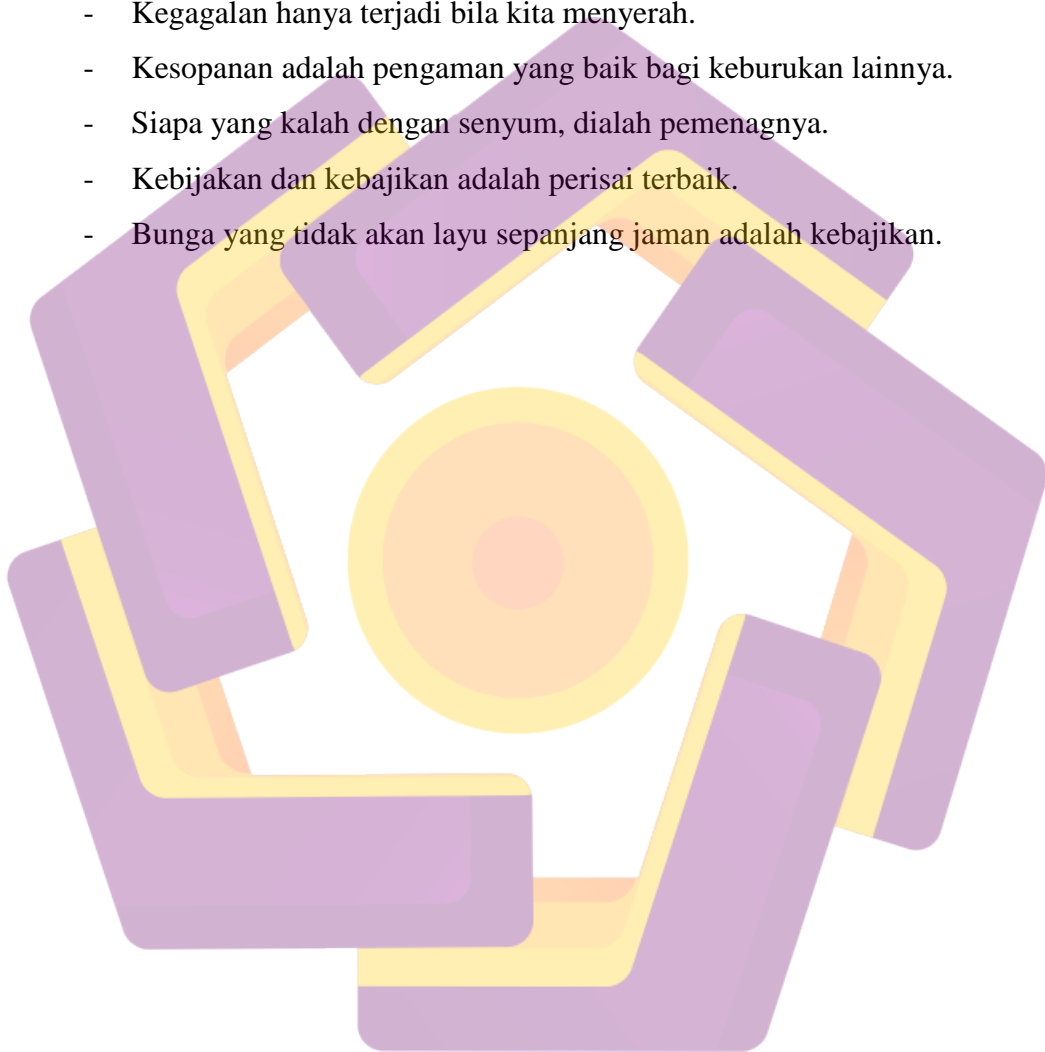 - Kegagalan hanya terjadi bila kita menyerah.
- Kesopanan adalah pengaman yang baik bagi keburukan lainnya.
- Siapa yang kalah dengan senyum, dialah pemenagnya.
- Kebijakan dan kebajikan adalah perisai terbaik.
- Bunga yang tidak akan layu sepanjang jaman adalah kebajikan.